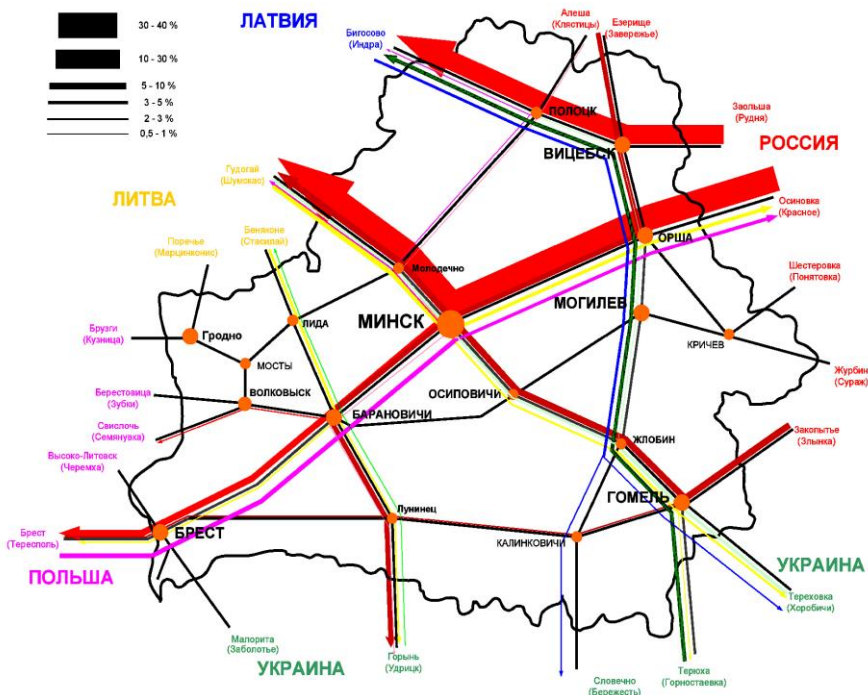 30 - 40 %
10 - 30%
5 - 10 %
3 - 5 %
2 - 3 %
0,5 - 1 %
ЛАТВИЯ
Бигосово
(Индра)
Алеша
(Клястицы)
Езерище
(Завережье)
ПОЛОЦК
Заольша
(Рудня)
ВИЦЕБСК
РОССИЯ
Гудогай
(Шумскас)
ЛИТВА
Осиновка
(Красное)
Беняконе
(Стасилай)
ОРША
Поречье
(Марцинконис)
Молодечно
Шестеровка
(Понятовка)
МОГИЛЕВ
МИНСК
ЛИДА
Брузги
(Кузница)
Гродно
КРИЧЕВ
МОСТЫ
Журбин
(Сураж)
Берестовица
(Зубки)
ВОЛКОВЫСК
ОСИПОВИЧИ
БАРАНОВИЧИ
Свислочь
(Семянувка)
Закопытье
(Злынка)
ЖЛОБИН
Высоко-Литовск
(Черемха)
ГОМЕЛЬ
Лунинец
Брест
(Тересполь)
БРЕСТ
КАЛИНКОВИЧИ
ПОЛЬША
УКРАИНА
Тереховка
(Хоробичи)
Малорита
(Заболотье)
УКРАИНА
Горынь
(Удрицк)
Словечно
(Бережесть)
Терюха
(Горностаевка)